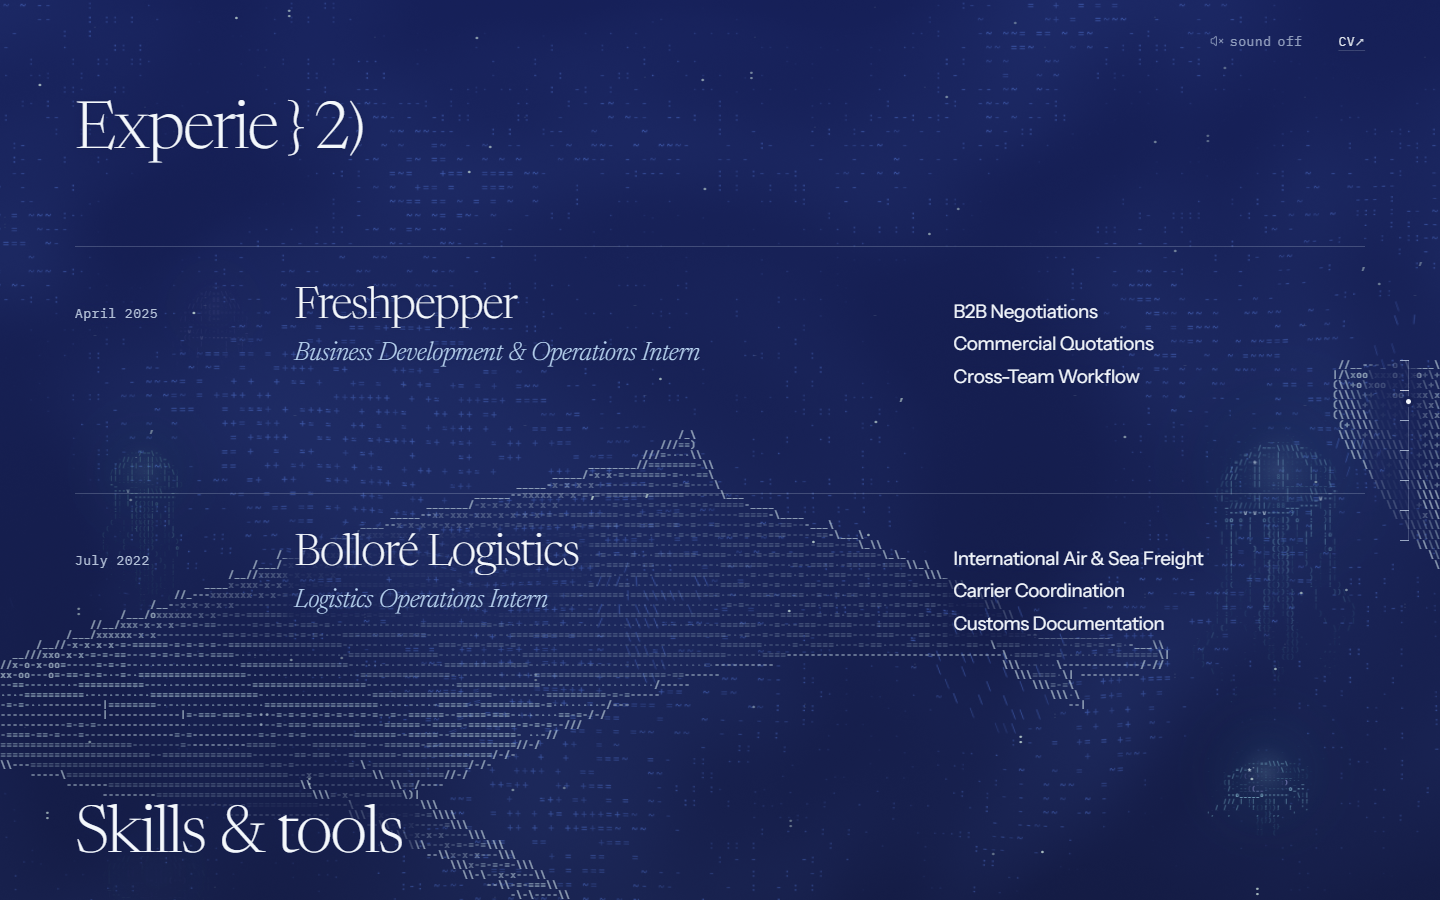 sound off
CV↗
Experie } 2)
April 2025
Freshpepper
Business Development & Operations Intern
B2B Negotiations
Commercial Quotations
Cross-Team Workflow
July 2022
Bolloré Logistics
Logistics Operations Intern
International Air & Sea Freight
Carrier Coordination
Customs Documentation
Skills & tools